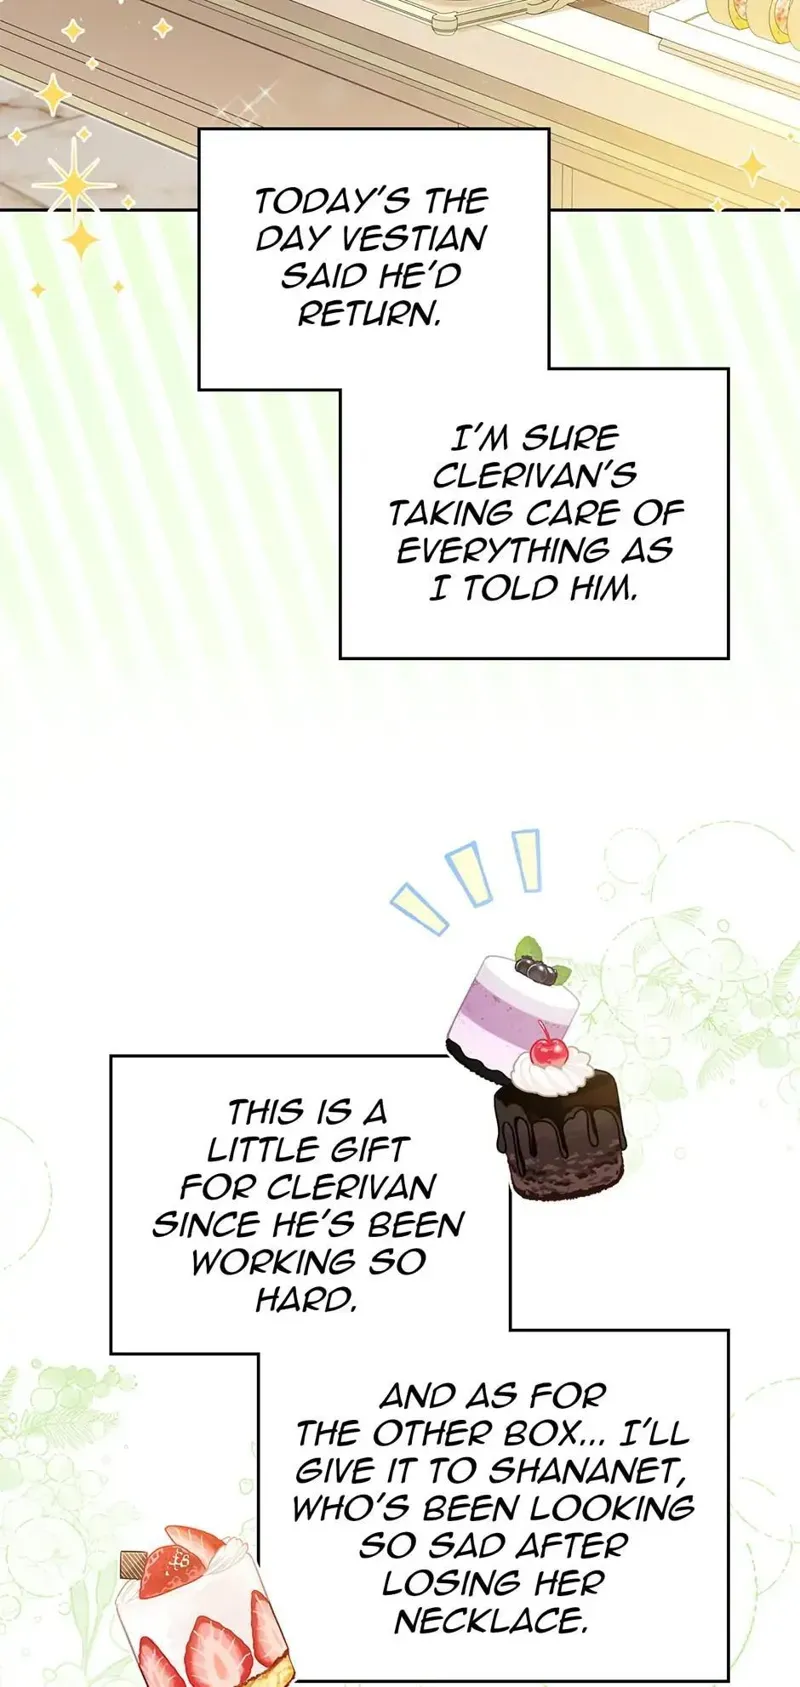 TODAY'S THE
DAY VESTIAN
SAID HE'D
RETURN.
I'M SURE
CLERIVAN'S
TAKING CARE OF
EVERYTHING AS
I TOLD HIM.
THIS IS A
LITTLE GIFT
FOR CLERIVAN
SINCE HE'S BEEN
WORKING SO
HARD.
AND AS FOR
THE OTHER BOX... I'LL
GIVE IT TO SHANANET,
WHO'S BEEN LOOKING
SO SAD AFTER
LOSING HER
NECKLACE.